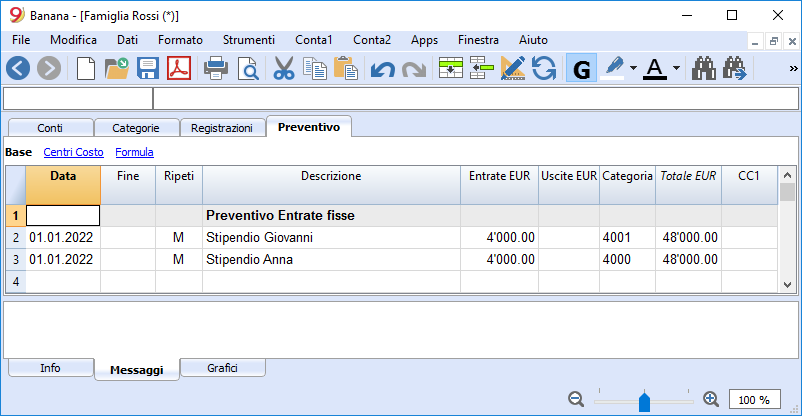 Banana - [Famiglia Rossi (*)]
File Modifica Dati Formato Strumenti Conta1 Conta2 Apps Finestra Aiuto
G A »
Conti Categorie Registrazioni Preventivo
Base Centri Costo Formula
Data Fine Ripeti Descrizione Entrate EUR Uscite EUR Categoria Totale EUR CC1
1 Preventivo Entrate fisse
2 01.01.2022 M Stipendio Giovanni 4'000.00 4001 48'000.00
3 01.01.2022 M Stipendio Anna 4'000.00 4000 48'000.00
4
Info Messaggi Grafici
100 %